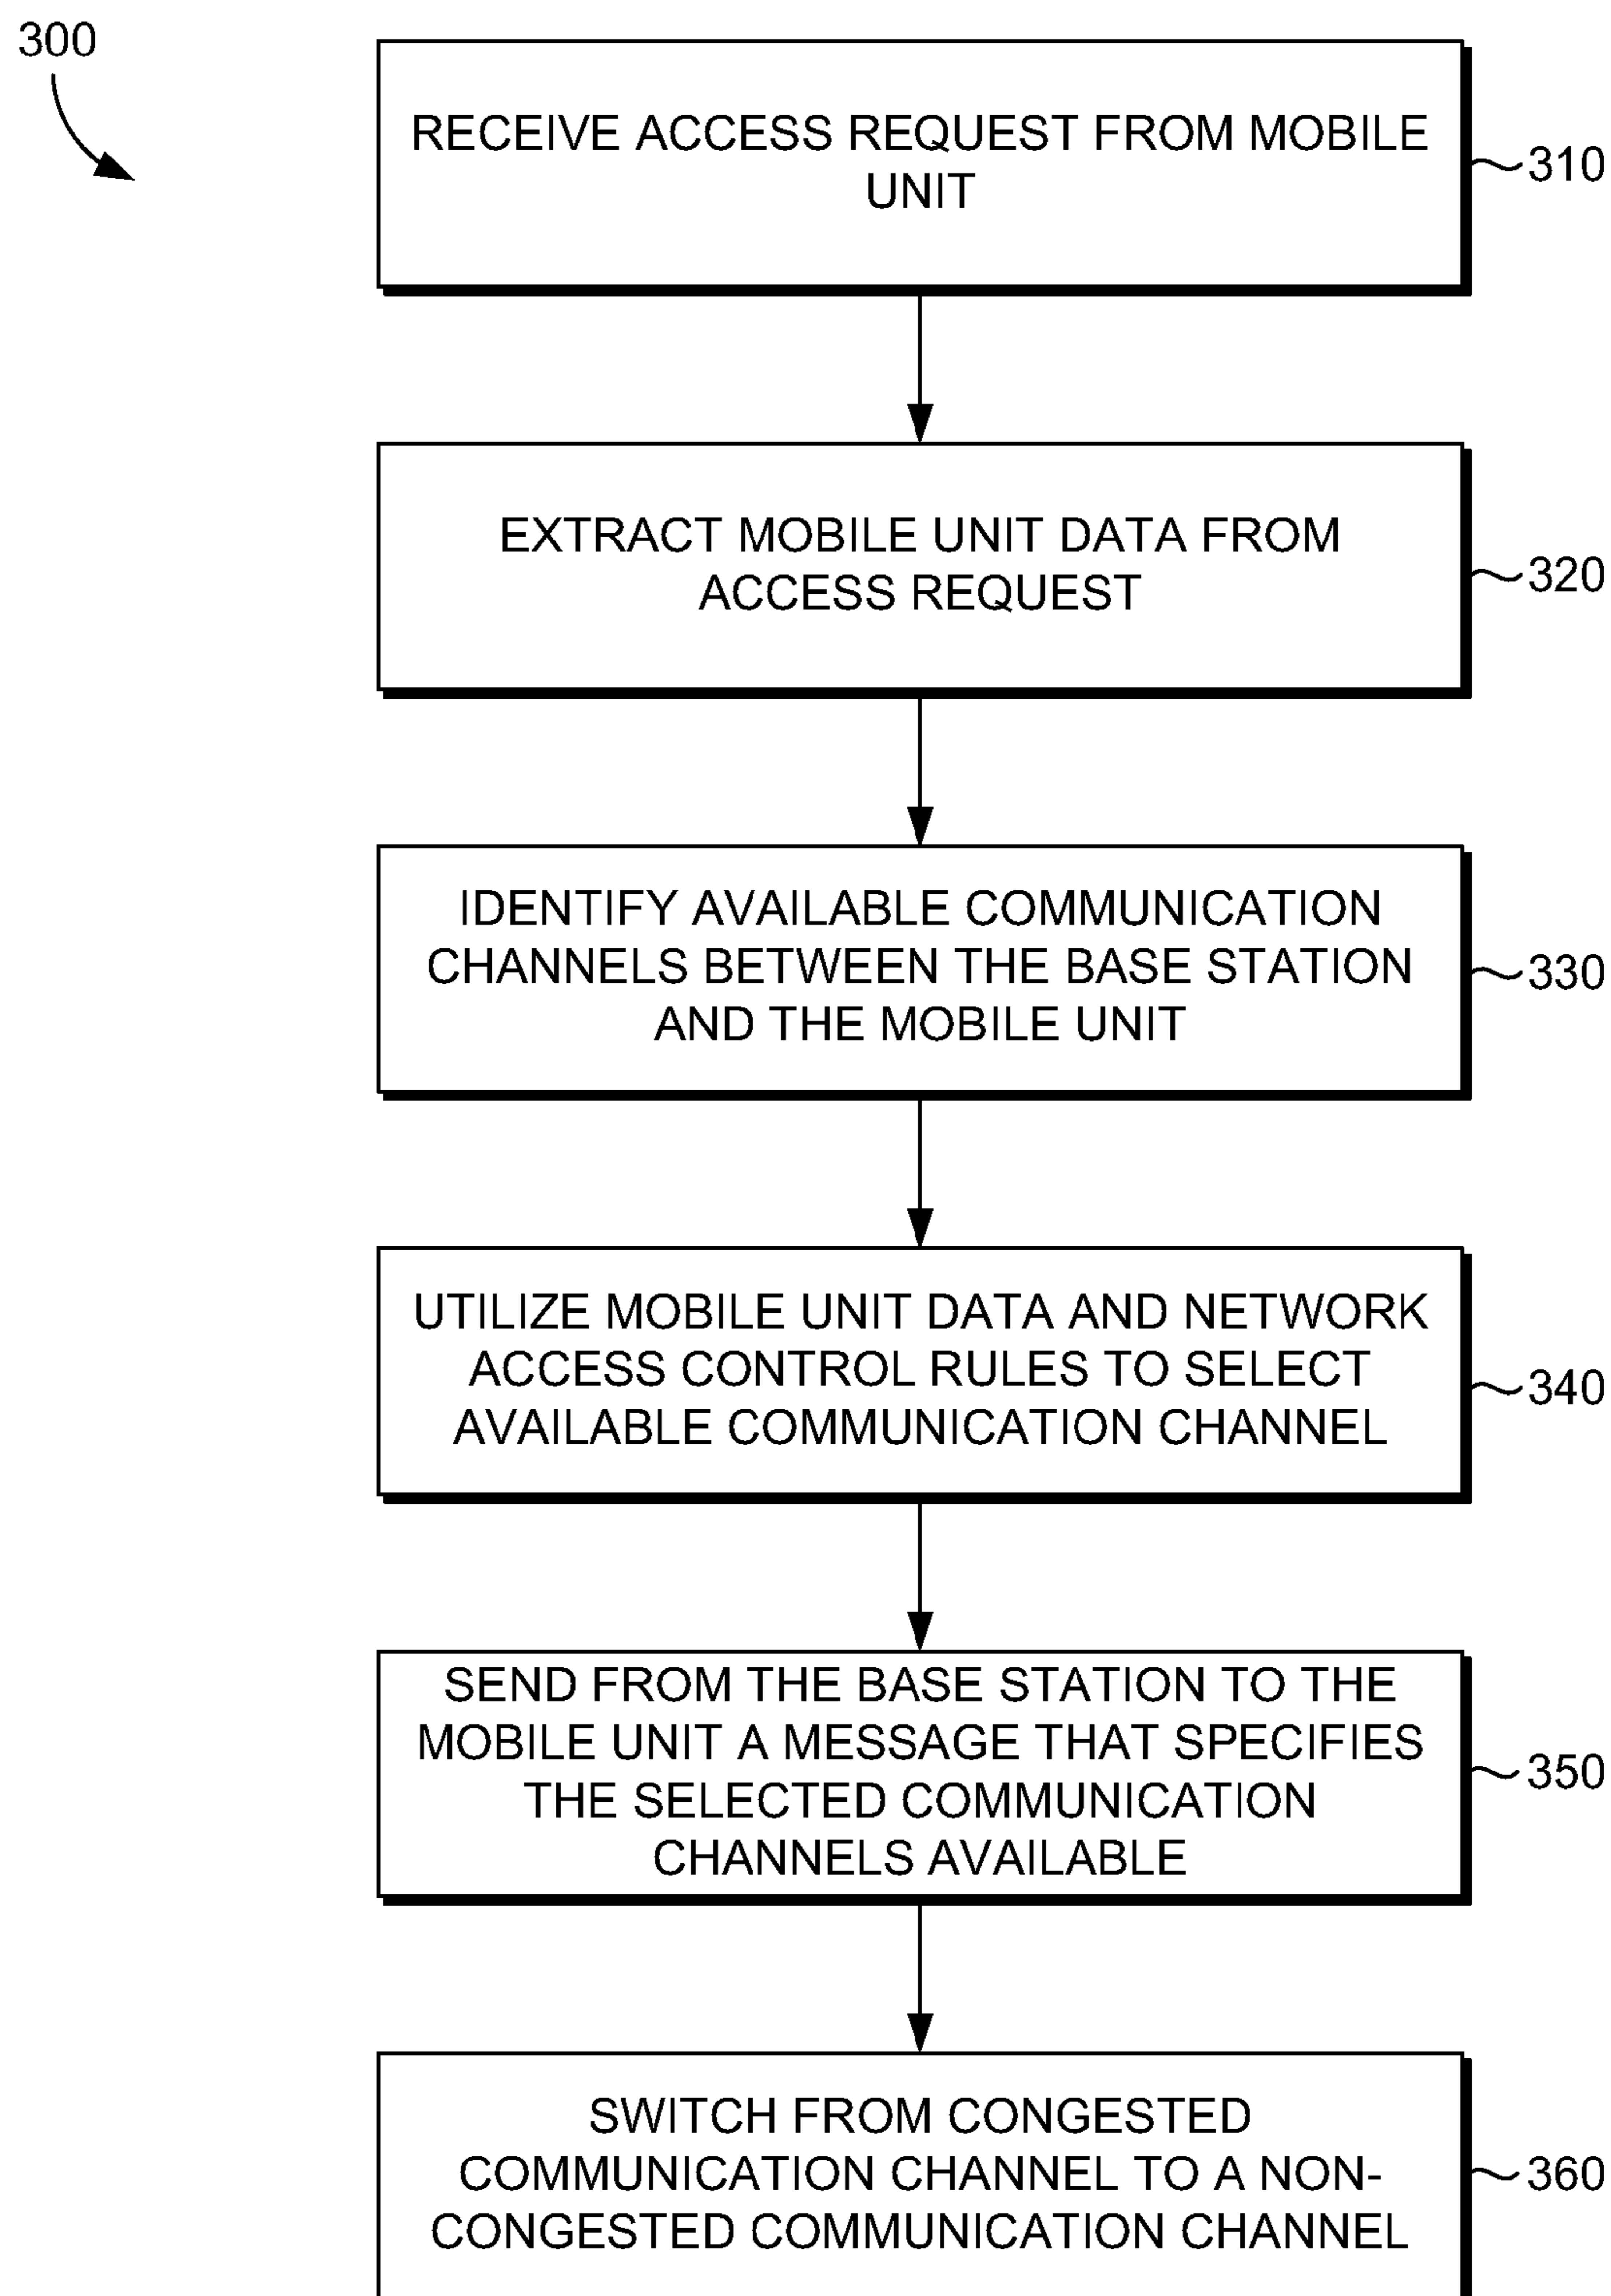 300
RECEIVE ACCESS REQUEST FROM MOBILE
UNIT
310
EXTRACT MOBILE UNIT DATA FROM
ACCESS REQUEST
320
IDENTIFY AVAILABLE COMMUNICATION
CHANNELS BETWEEN THE BASE STATION
AND THE MOBILE UNIT
330
UTILIZE MOBILE UNIT DATA AND NETWORK
ACCESS CONTROL RULES TO SELECT
AVAILABLE COMMUNICATION CHANNEL
340
SEND FROM THE BASE STATION TO THE
MOBILE UNIT A MESSAGE THAT SPECIFIES
THE SELECTED COMMUNICATION
CHANNELS AVAILABLE
350
SWITCH FROM CONGESTED
COMMUNICATION CHANNEL TO A NON-
CONGESTED COMMUNICATION CHANNEL
360